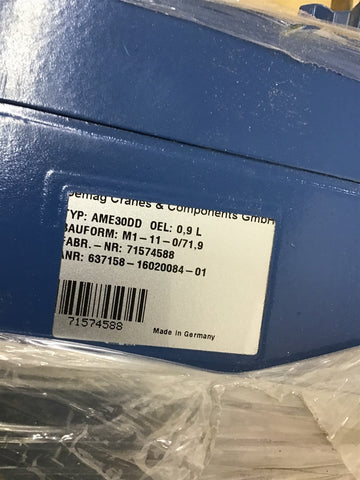 Demag Cranes & Components GmbH
TYP: AME30DD OEL: 0,9 L
BAUFORM: M1-11-0/71.9
FABR.-NR: 71574588
ANR: 637158-16020084-01
71574588
Made in Germany